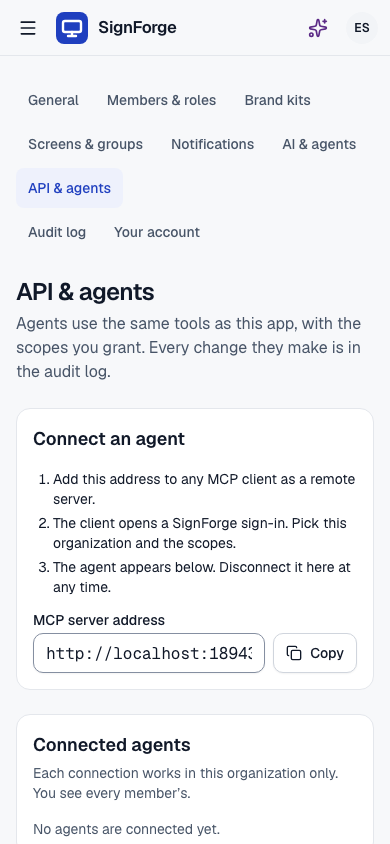 SignForge
ES
General
Members & roles
Brand kits
Screens & groups
Notifications
AI & agents
API & agents
Audit log
Your account
API & agents
Agents use the same tools as this app, with the
scopes you grant. Every change they make is in
the audit log.
Connect an agent
1. Add this address to any MCP client as a remote
server.
2. The client opens a SignForge sign-in. Pick this
organization and the scopes.
3. The agent appears below. Disconnect it here at
any time.
MCP server address
http://localhost:1894
Copy
Connected agents
Each connection works in this organization only.
You see every member's.
No agents are connected yet.